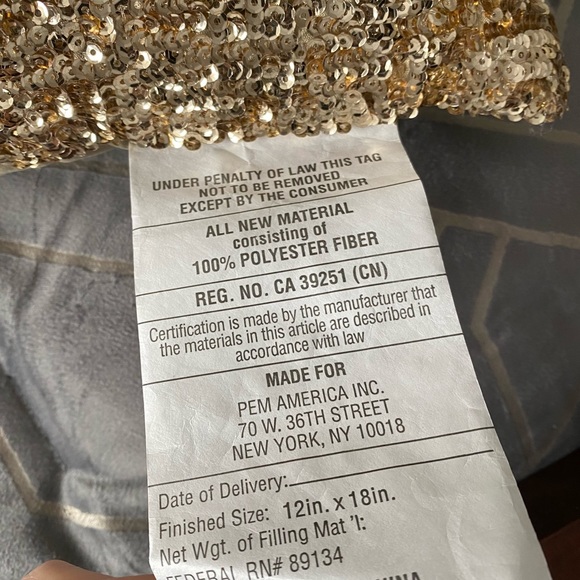 UNDER PENALTY OF LAW THIS TAG
NOT TO BE REMOVED
EXCEPT BY THE CONSUMER
ALL NEW MATERIAL
consisting of
100% POLYESTER FIBER
REG. NO. CA 39251 (CN)
Certification is made by the manufacturer that
the materials in this article are described in
accordance with law
MADE FOR
PEM AMERICA INC.
70 W. 36TH STREET
NEW YORK, NY 10018
Date of Delivery:
Finished Size: 12in. x 18in.
Net Wgt. of Filling Mat'l:
FEDERAL RN# 89134